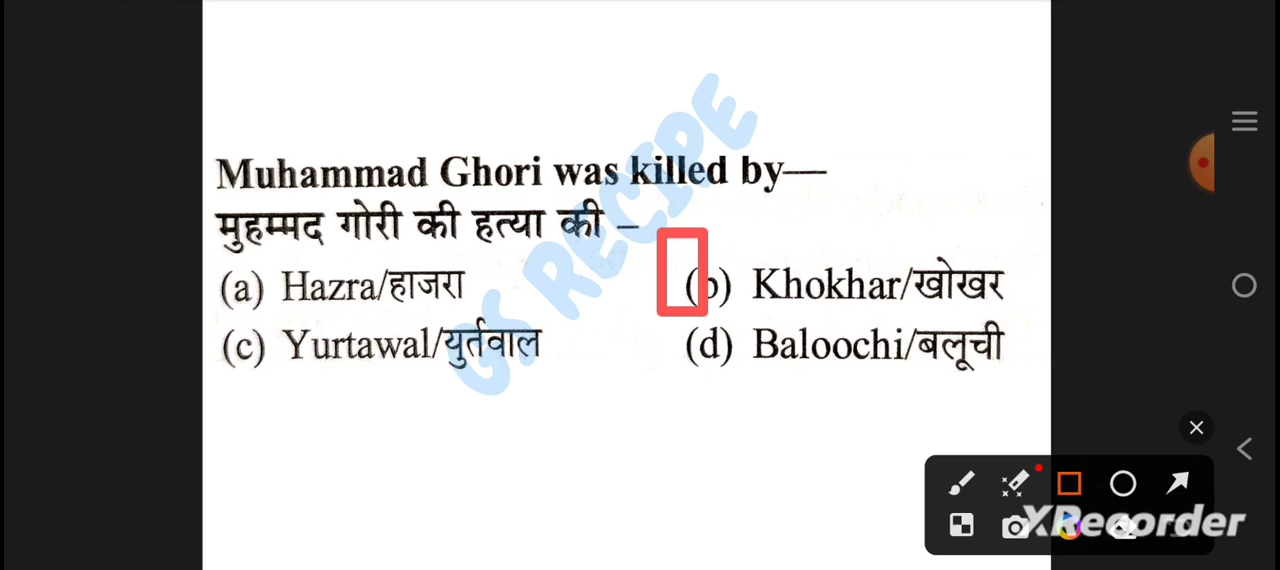 Muhammad Ghori was killed by—
मुहम्मद गोरी की हत्या की –
(a) Hazra/हाजरा (b) Khokhar/खोखर
(c) Yurtawal/युर्तवाल (d) Baloochi/बलूची
GS RECIPE
XRecorder